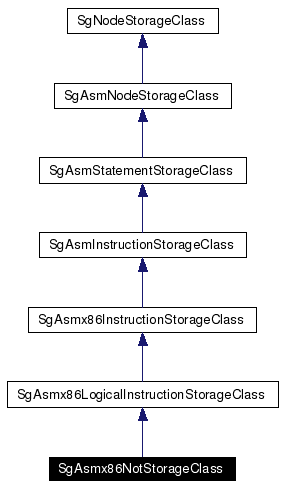 SgNodeStorageClass
SgAsmNodeStorageClass
SgAsmStatementStorageClass
SgAsmInstructionStorageClass
SgAsmx86InstructionStorageClass
SgAsmx86LogicalInstructionStorageClass
SgAsmx86NotStorageClass